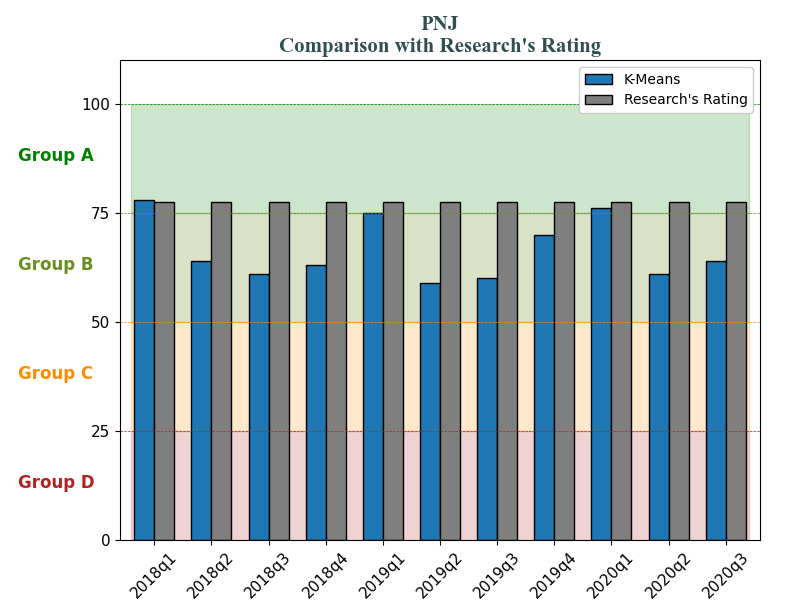 PNJ
Comparison with Research's Rating
K-Means
Research's Rating
100
75
50
25
0
Group A
Group B
Group C
Group D
2018q1
2018q2
2018q3
2018q4
2019q1
2019q2
2019q3
2019q4
2020q1
2020q2
2020q3